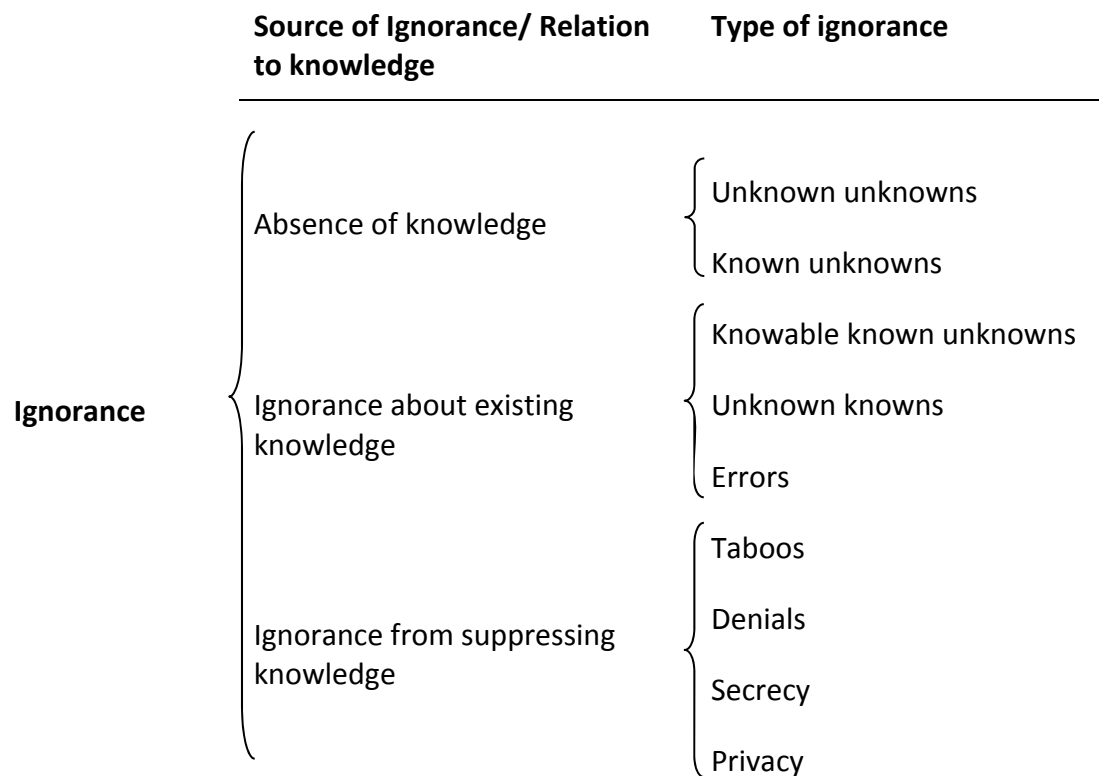 Source of Ignorance/ Relation
to knowledge
Type of ignorance
Ignorance
Absence of knowledge
Unknown unknowns
Known unknowns
Ignorance about existing
knowledge
Knowable known unknowns
Unknown knowns
Errors
Ignorance from suppressing
knowledge
Taboos
Denials
Secrecy
Privacy